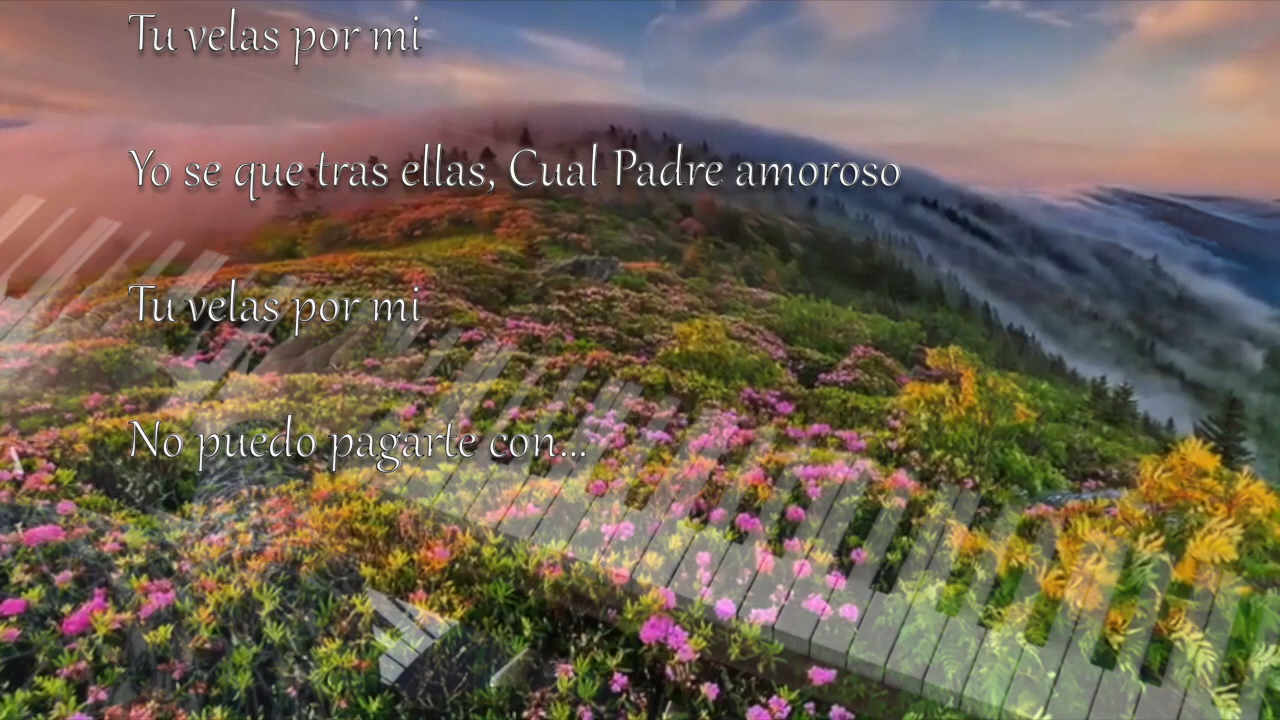 Tu velas por mi
Yo se que tras ellas, Cual Padre amoroso
Tu velas por mi
No puedo pagarte con...